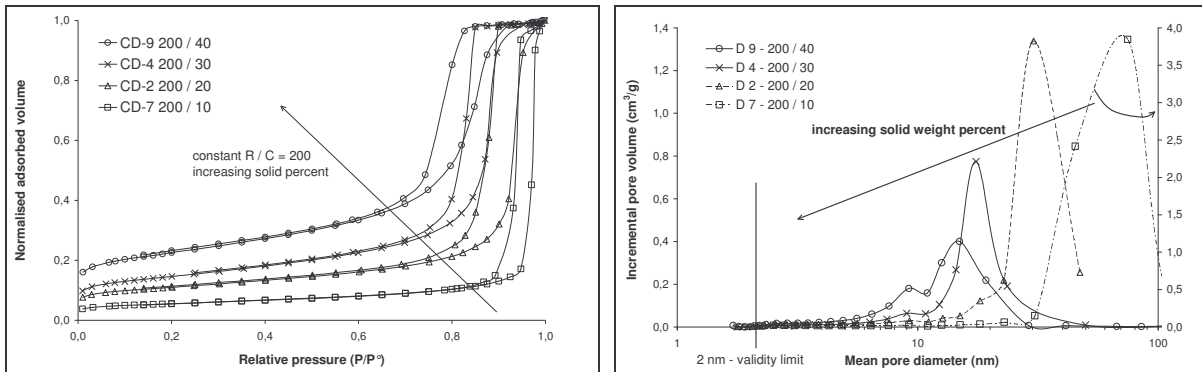 1,0
0,8
0,6
0,4
0,2
0,0
Normalised adsorbed volume
CD-9 200 / 40
CD-4 200 / 30
CD-2 200 / 20
CD-7 200 / 10
constant R / C = 200
increasing solid percent
0,0 0,2 0,4 0,6 0,8 1,0
Relative pressure (P/P°)
1,4
1,2
1,0
0,8
0,6
0,4
0,2
0,0
Incremental pore volume (cm³/g)
D 9 - 200 / 40
D 4 - 200 / 30
D 2 - 200 / 20
D 7 - 200 / 10
increasing solid weight percent
4,0
3,5
3,0
2,5
2,0
1,5
1,0
0,5
0,0
1 10 100
2 nm - validity limit
Mean pore diameter (nm)